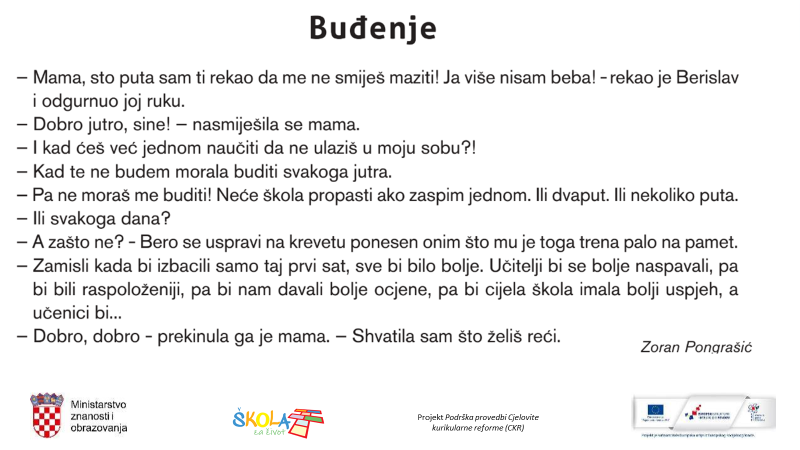 Buđenje
– Mama, sto puta sam ti rekao da me ne smiješ maziti! Ja više nisam beba! - rekao je Berislav
i odgurnuo joj ruku.
– Dobro jutro, sine! – nasmiješila se mama.
– I kad ćeš već jednom naučiti da ne ulaziš u moju sobu?!
– Kad te ne budem morala buditi svakoga jutra.
– Pa ne moraš me buditi! Neće škola propasti ako zaspim jednom. Ili dvaput. Ili nekoliko puta.
– Ili svakoga dana?
– A zašto ne? - Bero se uspravi na krevetu ponesen onim što mu je toga trena palo na pamet.
– Zamisli kada bi izbacili samo taj prvi sat, sve bi bilo bolje. Učitelji bi se bolje naspavali, pa
bi bili raspoloženiji, pa bi nam davali bolje ocjene, pa bi cijela škola imala bolji uspjeh, a
učenici bi...
– Dobro, dobro - prekinula ga je mama. – Shvatila sam što želiš reći.
Zoran Pongrašić
Ministarstvo
znanosti i
obrazovanja
ŠKOLA
za život
Projekt Podrška provedbi Cjelovite
kurikularne reforme (CKR)